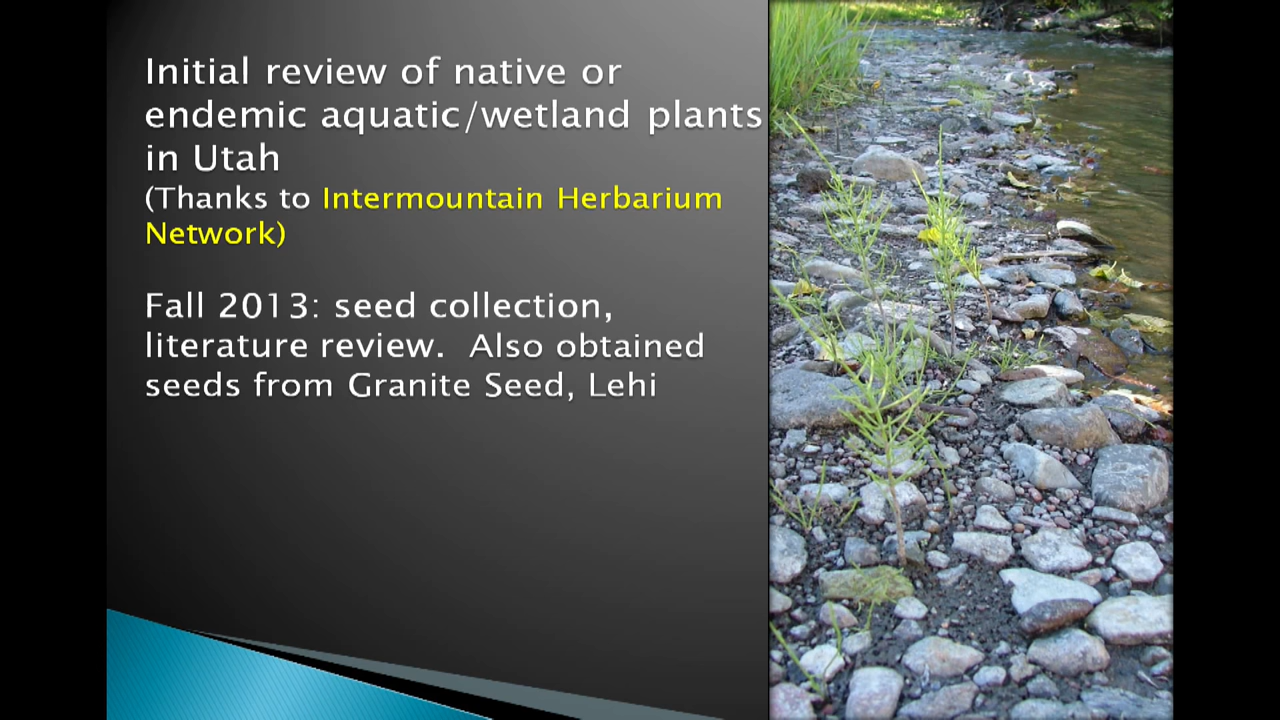 Initial review of native or
endemic aquatic/wetland plants
in Utah
(Thanks to Intermountain Herbarium
Network)
Fall 2013: seed collection,
literature review.  Also obtained
seeds from Granite Seed, Lehi